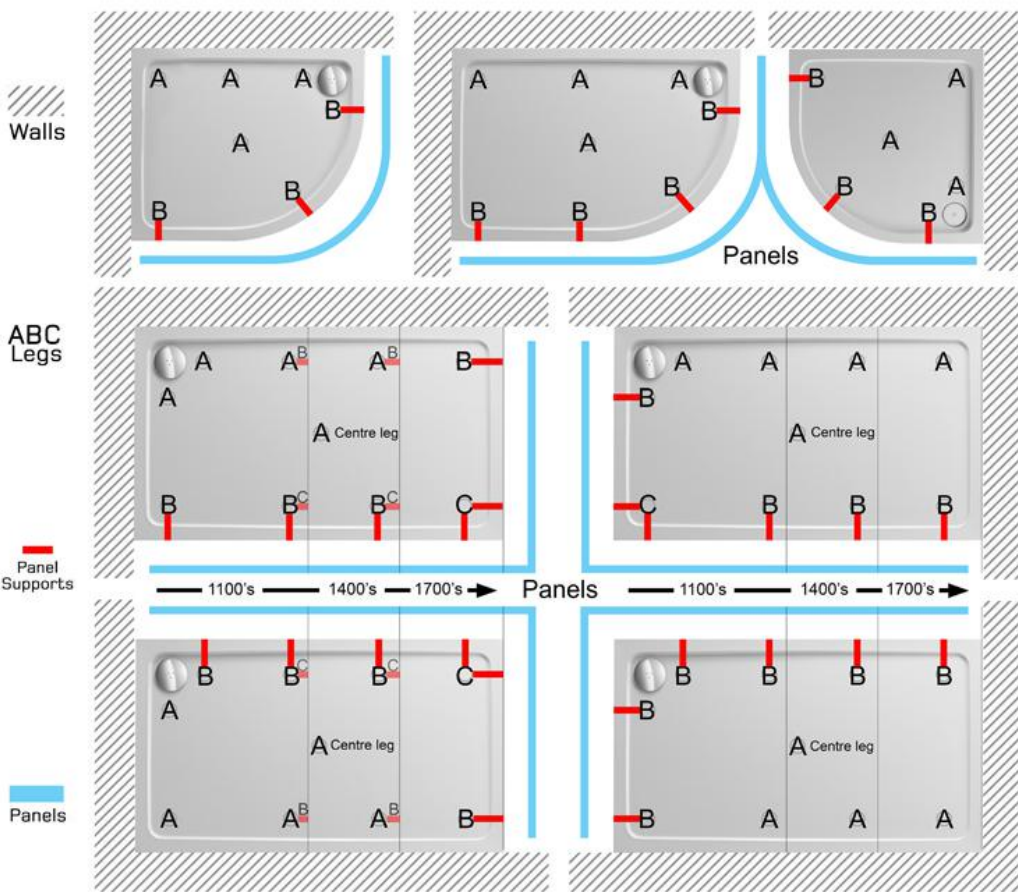 A A A A A A B A
B B
Walls
A A A
B B B A
B B B B
Panels
ABC
Legs
B B
A A A B A A A A
A B
A Centre leg A Centre leg
C C
B B B C C B B B
Panel
Supports
1100's 1400's 1700's Panels 1100's 1400's 1700's
C C
B B B C B B B B
A B
A Centre leg A Centre leg
Panels
B B
A A A B B A A A